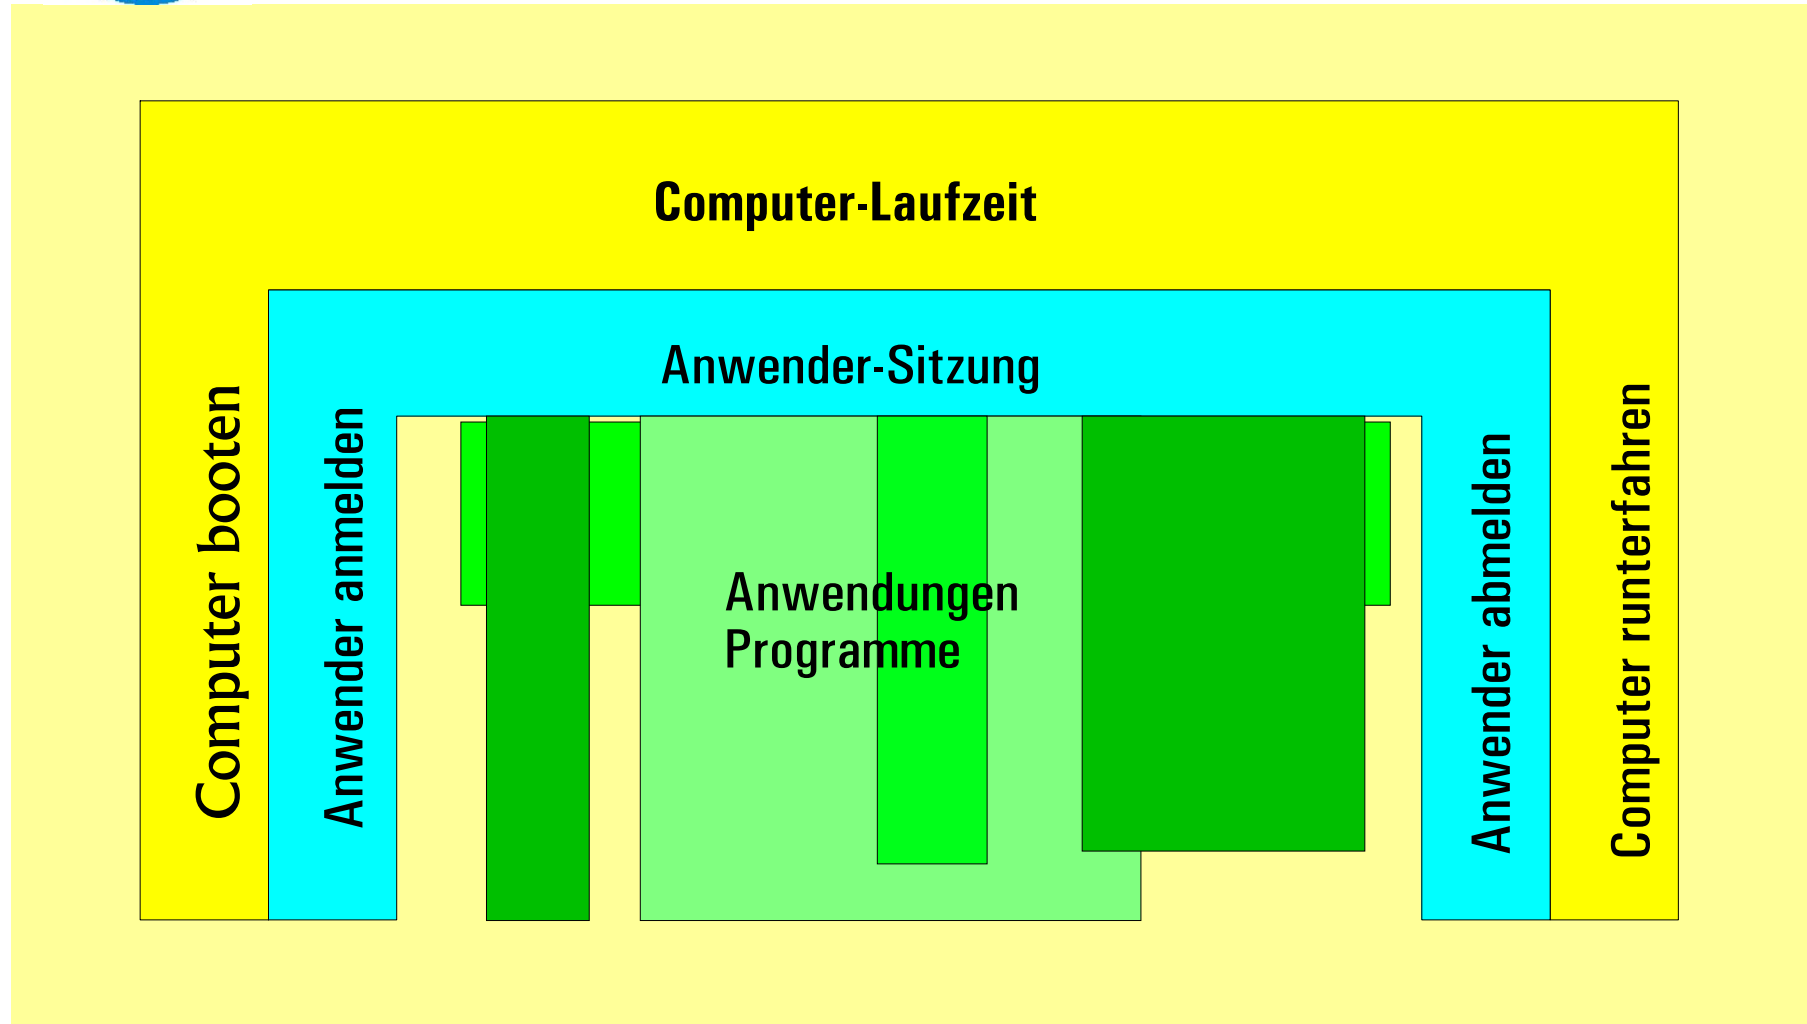 Computer-Laufzeit
Anwender-Sitzung
Computer booten
Anwender anmelden
Anwendungen
Programme
Anwender abmelden
Computer runterfahren